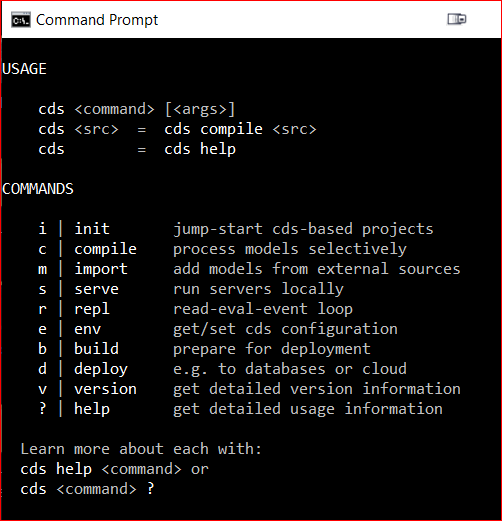 Command Prompt
USAGE
cds <command> [<args>]
cds <src> = cds compile <src>
cds = cds help
COMMANDS
i | init jump-start cds-based projects
c | compile process models selectively
m | import add models from external sources
s | serve run servers locally
r | repl read-eval-event loop
e | env get/set cds configuration
b | build prepare for deployment
d | deploy e.g. to databases or cloud
v | version get detailed version information
? | help get detailed usage information
Learn more about each with:
cds help <command> or
cds <command> ?